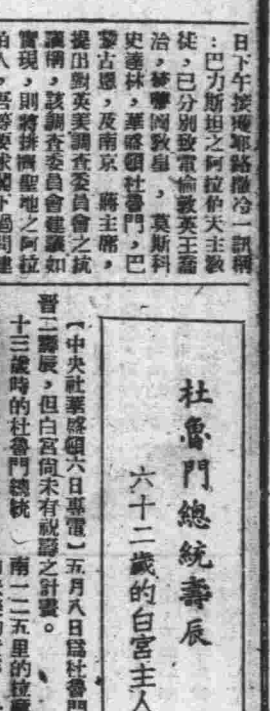 日下午接獲耶路撒冷一訊稱
：巴力斯坦之阿拉伯天主教
徒，已分別致電倫敦英王喬
治，赫爾國敦皇，莫斯科
史達林，華盛頓杜魯門，巴
黎古恩，及南京　蔣主席，
提出對英美調查委員會之抗
議稱，該調查委員會建議如
實現，則將排擠聖地之阿拉
杜魯門總統壽辰
六十二歲的白宮主人
【中央社華盛頓六日專電】五月八日爲杜魯門
晉二壽辰，但白宮尙未有祝壽之計畫。
十三歲時的杜魯門總統
南一二五里的拉